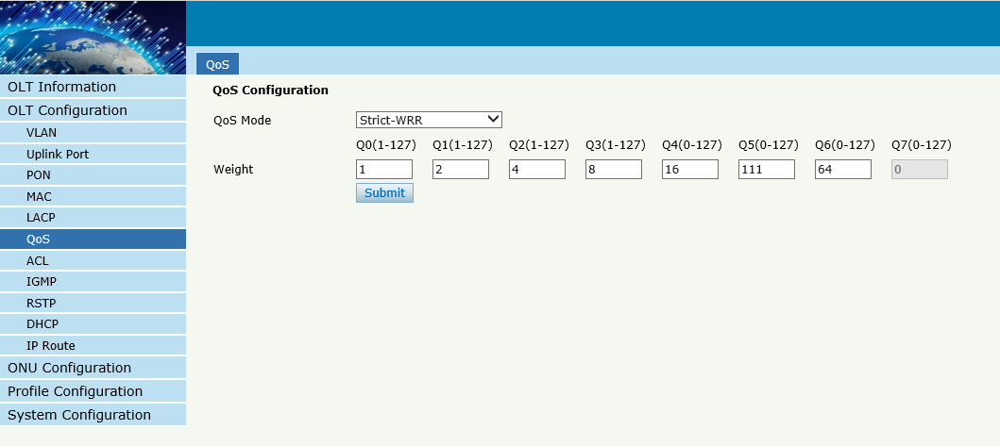 QoS
OLT Information
OLT Configuration
VLAN
Uplink Port
PON
MAC
LACP
QoS
ACL
IGMP
RSTP
DHCP
IP Route
ONU Configuration
Profile Configuration
System Configuration
QoS Configuration
QoS Mode Strict-WRR
Q0(1-127) Q1(1-127) Q2(1-127) Q3(1-127) Q4(0-127) Q5(0-127) Q6(0-127) Q7(0-127)
Weight 1 2 4 8 16 111 64 0
Submit